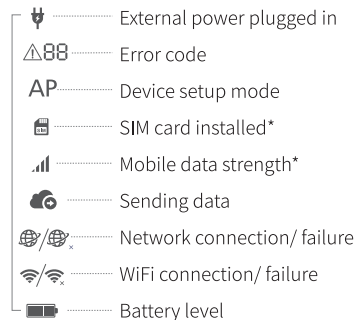 External power plugged in
88 Error code
AP Device setup mode
SIM card installed*
Mobile data strength*
Sending data
/ Network connection/ failure
/ WiFi connection/ failure
Battery level